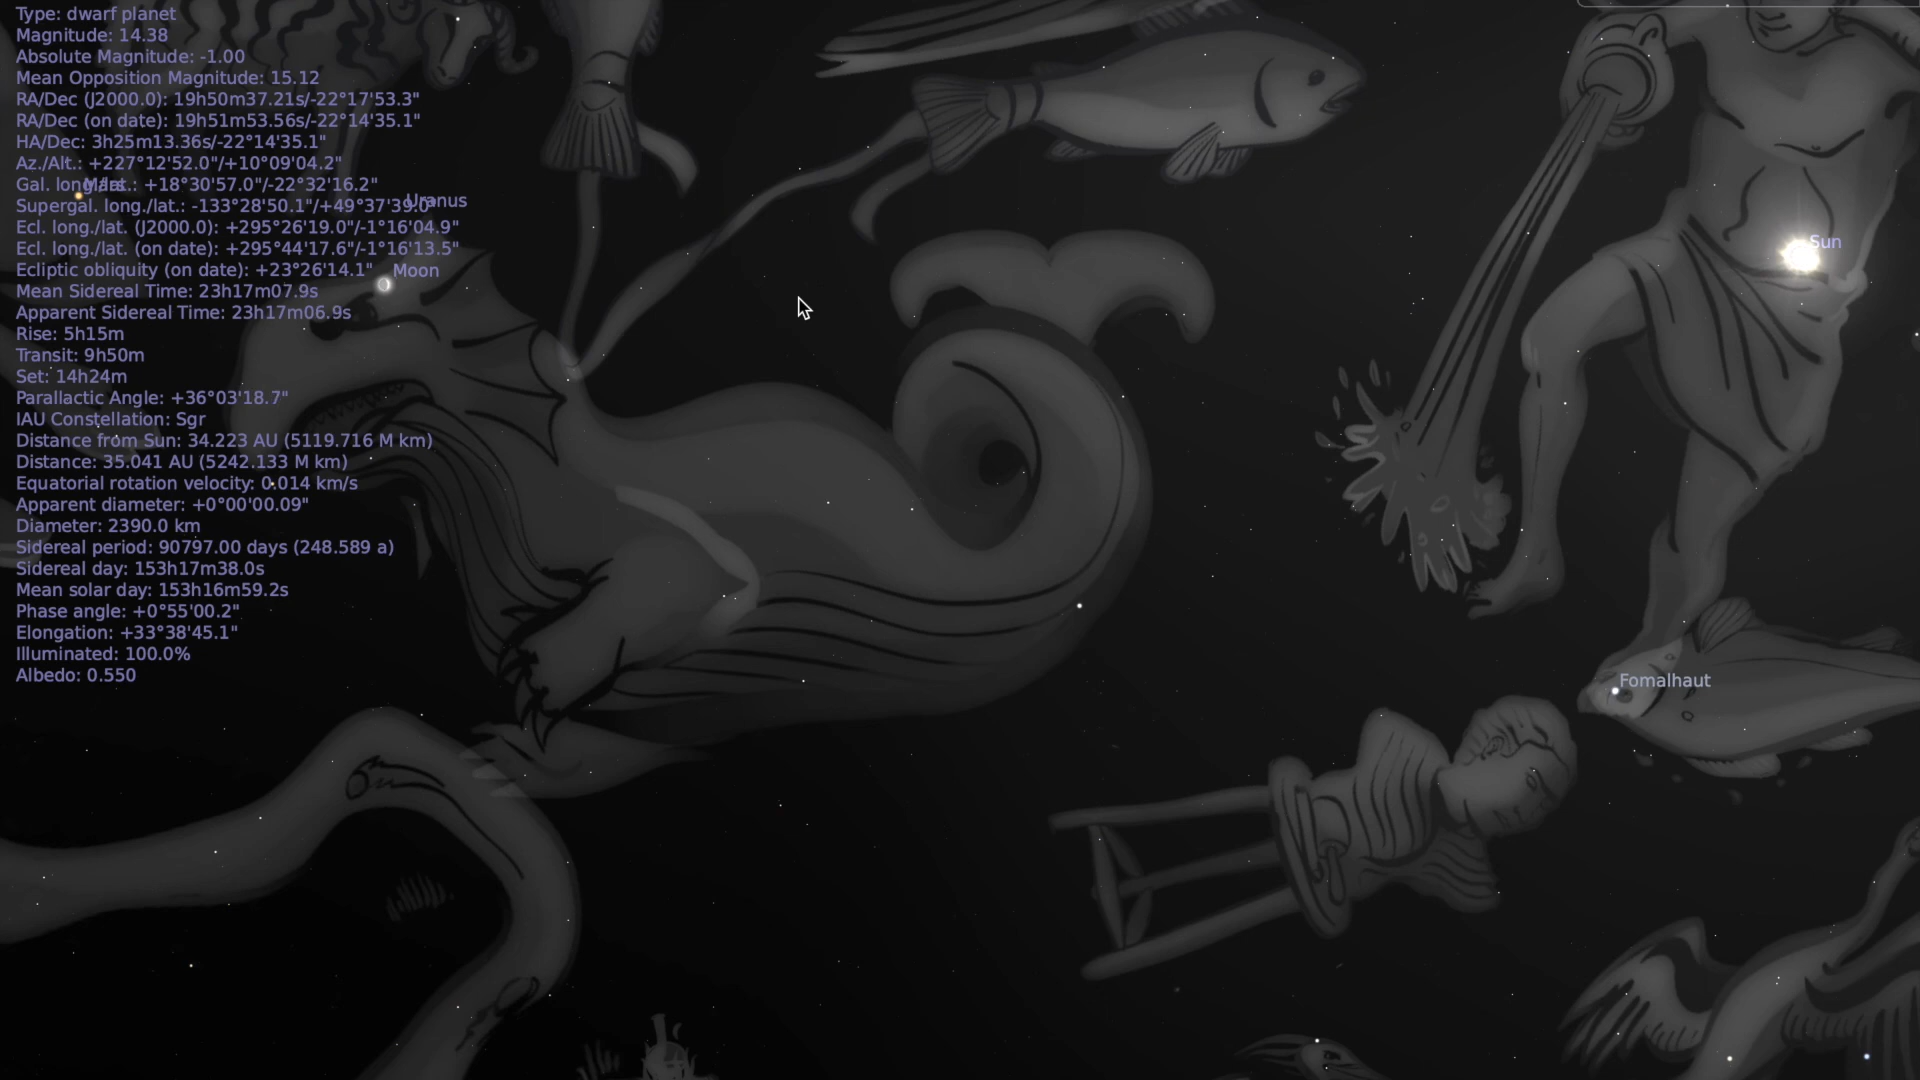 Type: dwarf planet
Magnitude: 14.38
Absolute Magnitude: -1.00
Mean Opposition Magnitude: 15.12
RA/Dec (J2000.0): 19h50m37.21s/-22°17'53.3"
RA/Dec (on date): 19h51m53.56s/-22°14'35.1"
HA/Dec: 3h25m13.36s/-22°14'35.1"
Az./Alt.: +227°12'52.0"/+10°09'04.2"
Gal. long./lat.: +18°30'57.0"/-22°32'16.2"
Mars
Supergal. long./lat.: -133°28'50.1"/+49°37'39.0"
Uranus
Ecl. long./lat. (J2000.0): +295°26'19.0"/-1°16'04.9"
Ecl. long./lat. (on date): +295°44'17.6"/-1°16'13.5"
Sun
Ecliptic obliquity (on date): +23°26'14.1"
Moon
Mean Sidereal Time: 23h17m07.9s
Apparent Sidereal Time: 23h17m06.9s
Rise: 5h15m
Transit: 9h50m
Set: 14h24m
Parallactic Angle: +36°03'18.7"
IAU Constellation: Sgr
Distance from Sun: 34.223 AU (5119.716 M km)
Distance: 35.041 AU (5242.133 M km)
Equatorial rotation velocity: 0.014 km/s
Apparent diameter: +0°00'00.09"
Diameter: 2390.0 km
Sidereal period: 90797.00 days (248.589 a)
Sidereal day: 153h17m38.0s
Mean solar day: 153h16m59.2s
Phase angle: +0°55'00.2"
Elongation: +33°38'45.1"
Illuminated: 100.0%
Albedo: 0.550
Fomalhaut